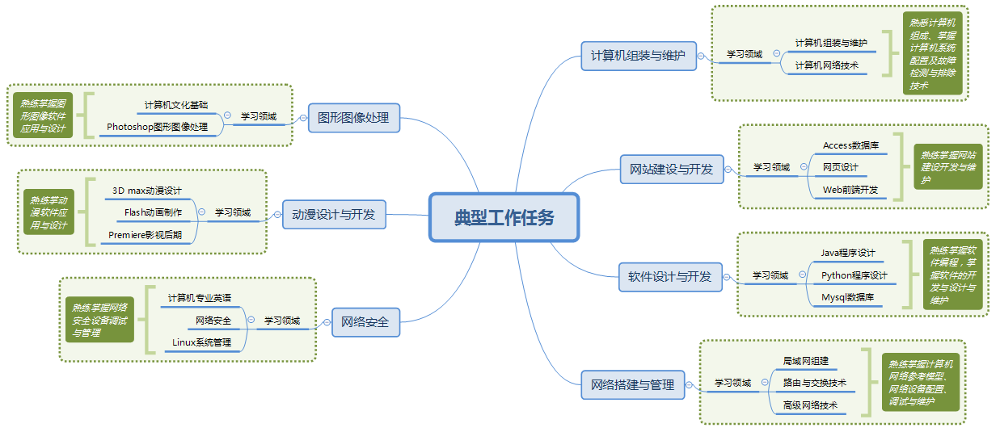 典型工作任务
计算机组装与维护
学习领域
计算机组装与维护
计算机网络技术
熟悉计算机
组成、掌握
计算机系统
配置及故障
检测与排除
技术
网站建设与开发
学习领域
Access数据库
网页设计
Web前端开发
熟练掌握网站
建设开发与维
护
软件设计与开发
学习领域
Java程序设计
Python程序设计
Mysql数据库
熟练掌握软
件编程，掌
握软件的开
发与设计与
维护
网络搭建与管理
学习领域
局域网组建
路由与交换技术
高级网络技术
熟练掌握计算机
网络参考模型、
网络设备配置、
调试与维护
图形图像处理
学习领域
计算机文化基础
Photoshop图形图像处理
熟练掌握图
形图像软件
应用与设计
动漫设计与开发
学习领域
3D max动漫设计
Flash动画制作
Premiere影视后期
熟练掌动
漫软件应
用与设计
网络安全
学习领域
计算机专业英语
网络安全
Linux系统管理
熟练掌握网络
安全设备调试
与管理